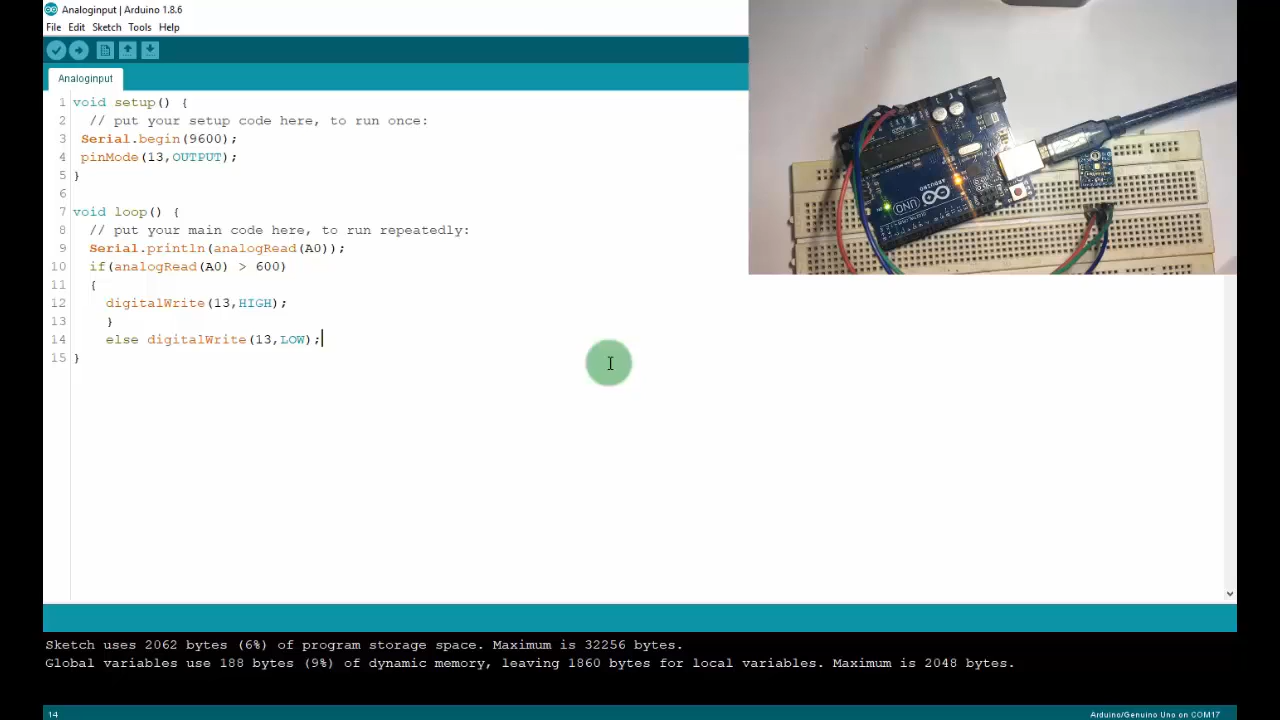 Analoginput | Arduino 1.8.6
File Edit Sketch Tools Help
Analoginput
1 void setup() {
2 // put your setup code here, to run once:
3 Serial.begin(9600);
4 pinMode(13,OUTPUT);
5 }
6
7 void loop() {
8 // put your main code here, to run repeatedly:
9 Serial.println(analogRead(A0));
10 if(analogRead(A0) > 600)
11 {
12 digitalWrite(13,HIGH);
13 }
14 else digitalWrite(13,LOW);
15 }
ARDUINO
UNO
Sketch uses 2062 bytes (6%) of program storage space. Maximum is 32256 bytes.
Global variables use 188 bytes (9%) of dynamic memory, leaving 1860 bytes for local variables. Maximum is 2048 bytes.
14
Arduino/Genuino Uno on COM17